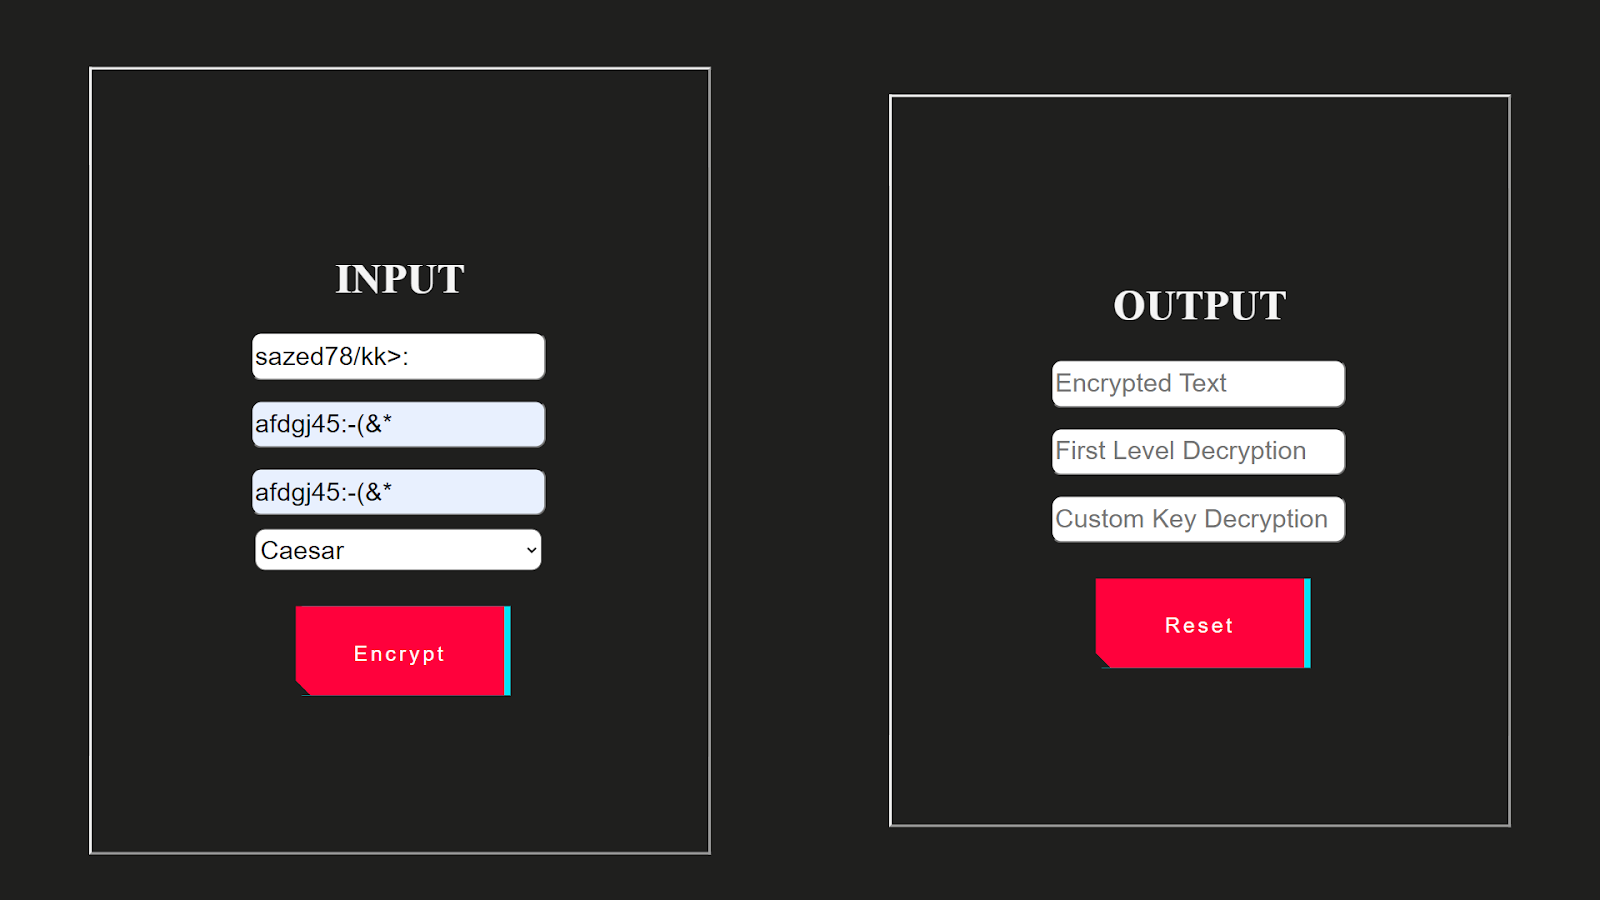 INPUT
sazed78/kk>:
afdgj45:-(&*
afdgj45:-(&*
Caesar
Encrypt
OUTPUT
Encrypted Text
First Level Decryption
Custom Key Decryption
Reset